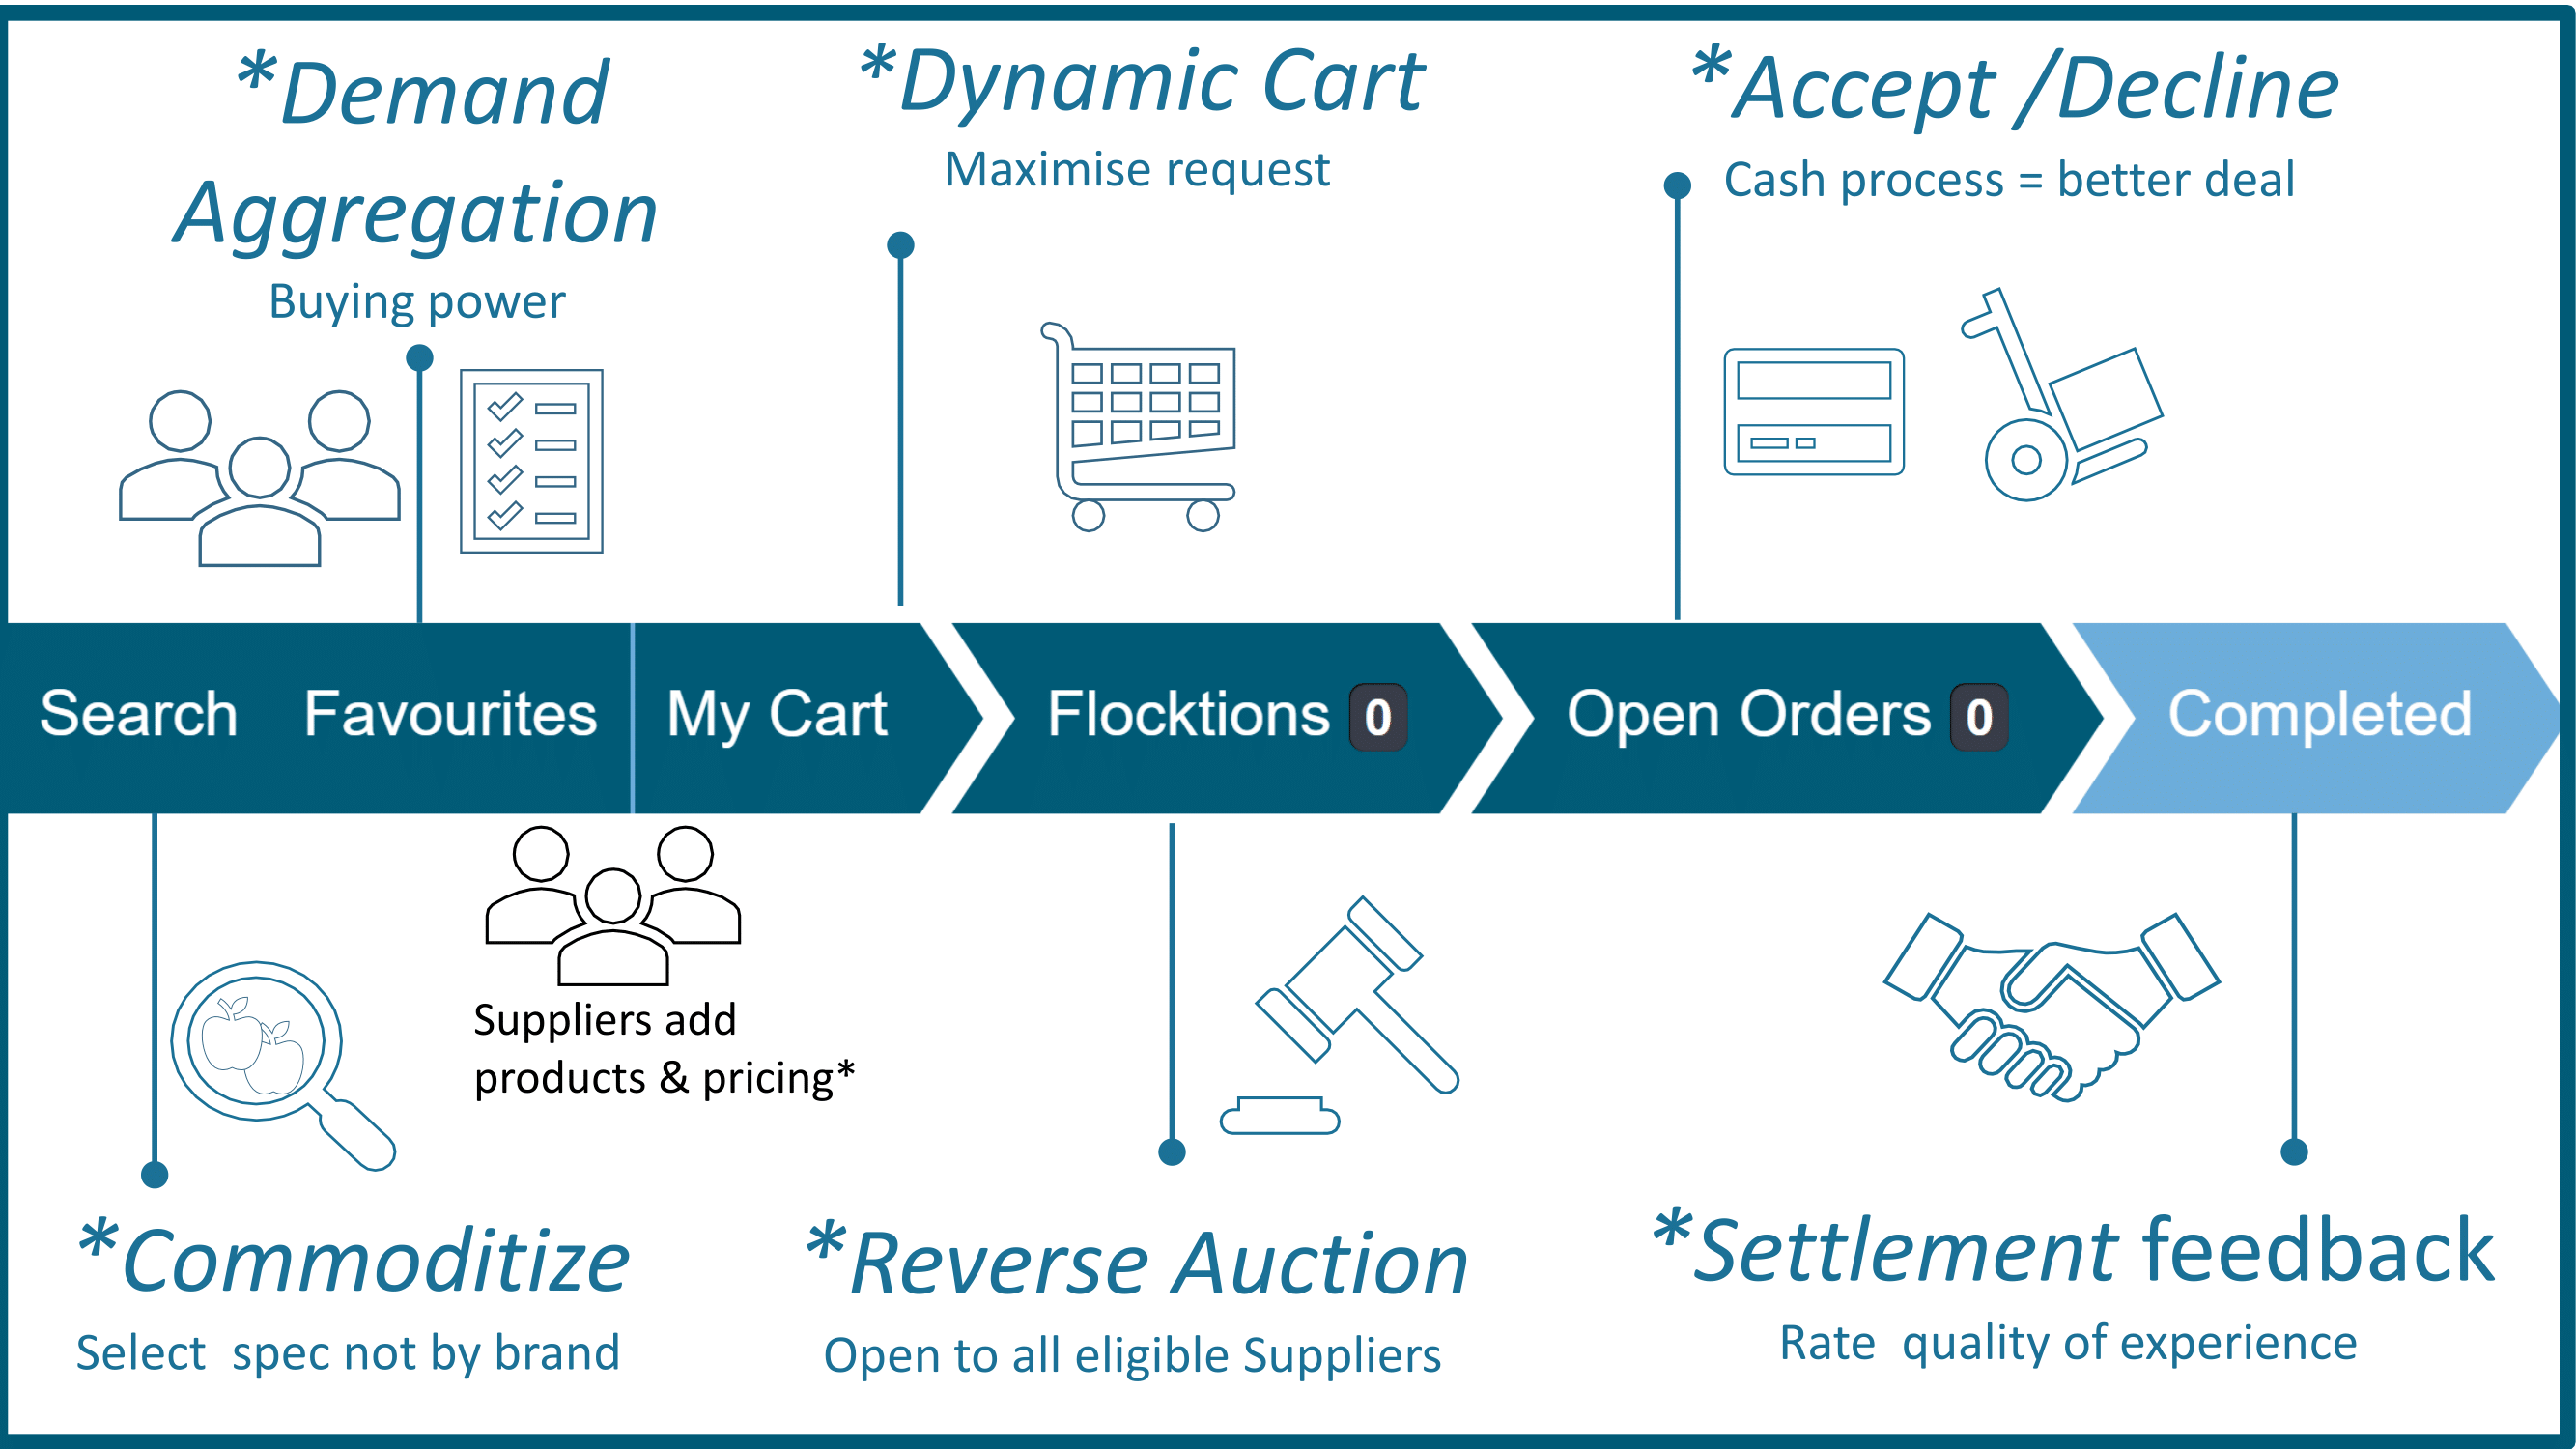 *Demand
Aggregation
Buying power
*Dynamic Cart
Maximise request
*Accept /Decline
Cash process = better deal
Search Favourites My Cart Flocktions 0 Open Orders 0 Completed
Suppliers add
products & pricing*
*Commoditize
Select spec not by brand
*Reverse Auction
Open to all eligible Suppliers
*Settlement feedback
Rate quality of experience